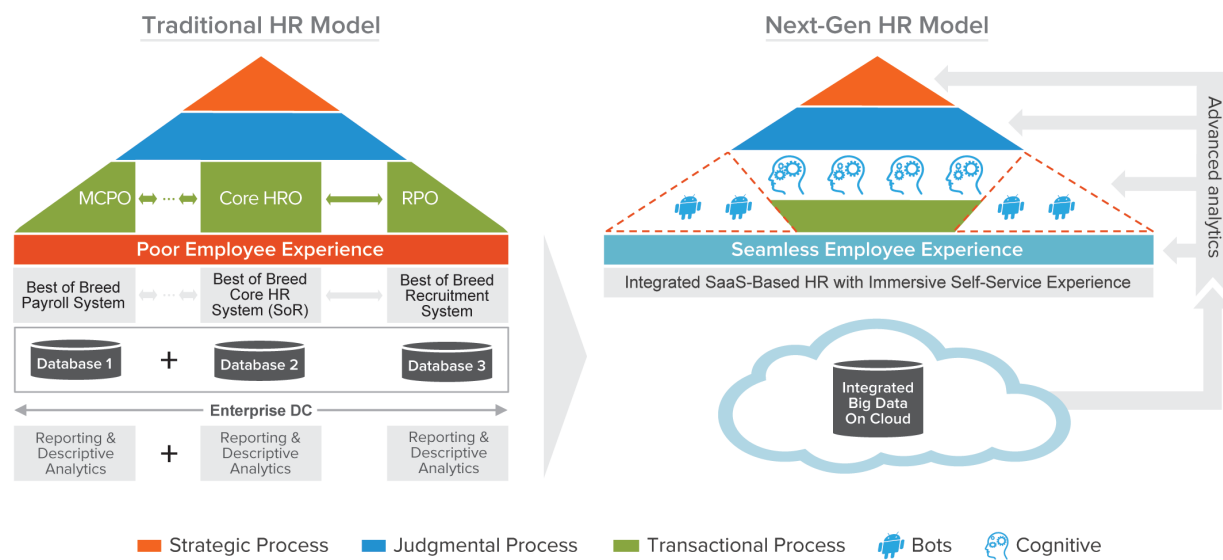 Traditional HR Model
MCPO
...
Core HRO
RPO
Poor Employee Experience
Best of Breed
Payroll System
...
Best of Breed
Core HR
System (SoR)
Best of Breed
Recruitment
System
Database 1
+
Database 2
Database 3
Enterprise DC
Reporting &
Descriptive
Analytics
+
Reporting &
Descriptive
Analytics
Reporting &
Descriptive
Analytics
Next-Gen HR Model
Seamless Employee Experience
Integrated SaaS-Based HR with Immersive Self-Service Experience
Integrated
Big Data
On Cloud
Advanced analytics
Strategic Process
Judgmental Process
Transactional Process
Bots
Cognitive